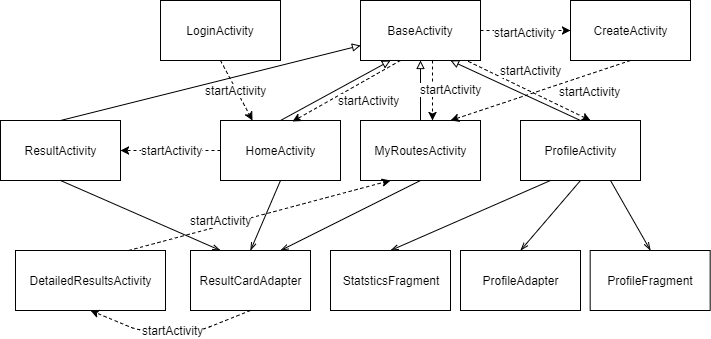 LoginActivity
BaseActivity
CreateActivity
startActivity
startActivity
startActivity
startActivity
startActivity
startActivity
ResultActivity
startActivity
HomeActivity
MyRoutesActivity
ProfileActivity
startActivity
DetailedResultsActivity
ResultCardAdapter
StatsticsFragment
ProfileAdapter
ProfileFragment
startActivity